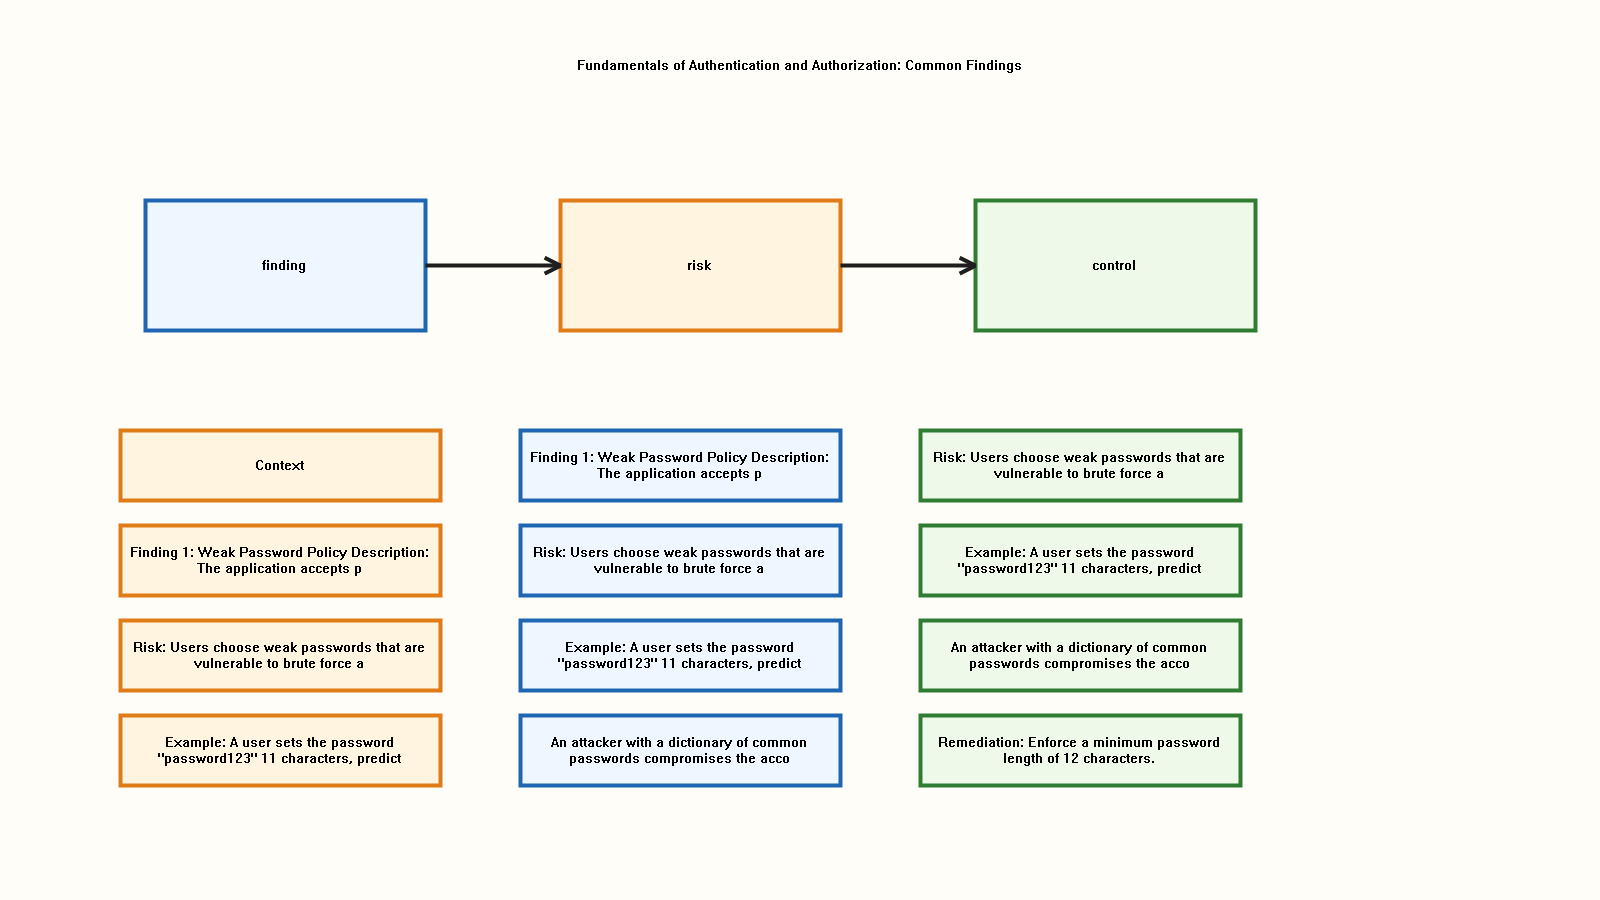 Fundamentals of Authentication and Authorization: Common Findings
finding
risk
control
Context
Finding 1: Weak Password Policy Description:
The application accepts p
Risk: Users choose weak passwords that are
vulnerable to brute force a
Finding 1: Weak Password Policy Description:
The application accepts p
Risk: Users choose weak passwords that are
vulnerable to brute force a
Example: A user sets the password
"password123" 11 characters, predict
Risk: Users choose weak passwords that are
vulnerable to brute force a
Example: A user sets the password
"password123" 11 characters, predict
An attacker with a dictionary of common
passwords compromises the acco
Example: A user sets the password
"password123" 11 characters, predict
An attacker with a dictionary of common
passwords compromises the acco
Remediation: Enforce a minimum password
length of 12 characters.